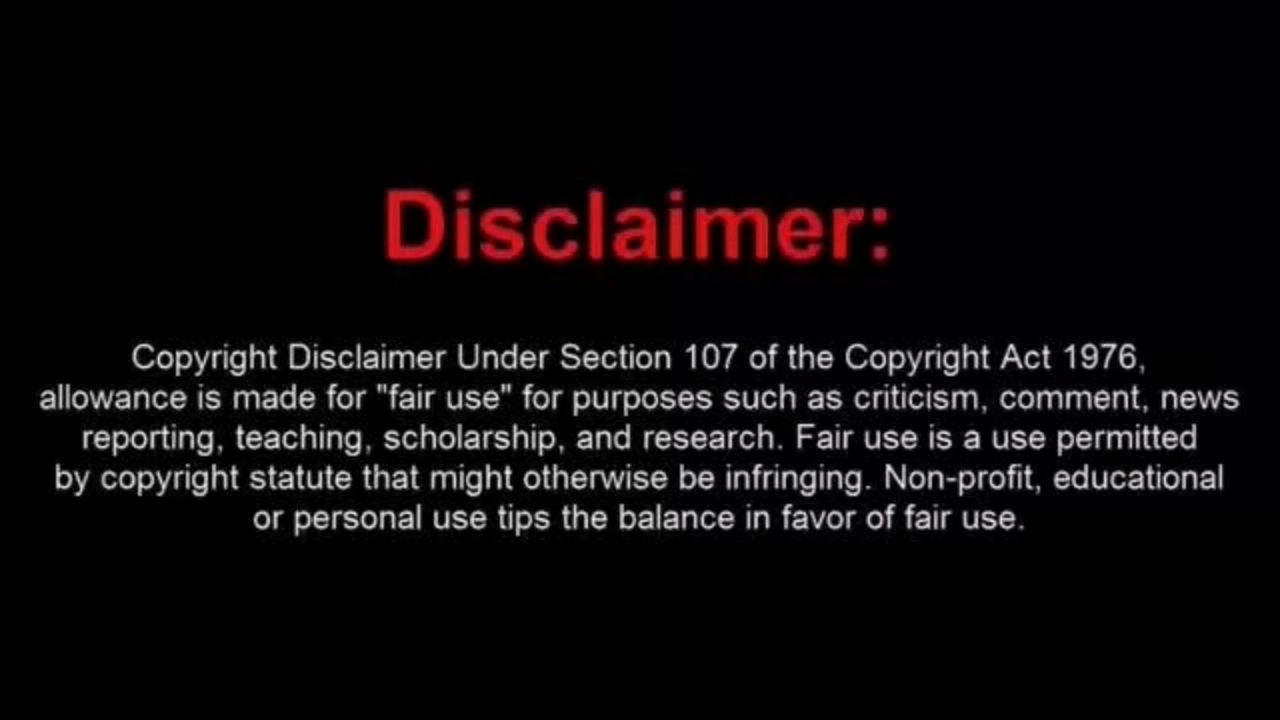 Disclaimer:
Copyright Disclaimer Under Section 107 of the Copyright Act 1976,
allowance is made for "fair use" for purposes such as criticism, comment, news
reporting, teaching, scholarship, and research. Fair use is a use permitted
by copyright statute that might otherwise be infringing. Non-profit, educational
or personal use tips the balance in favor of fair use.